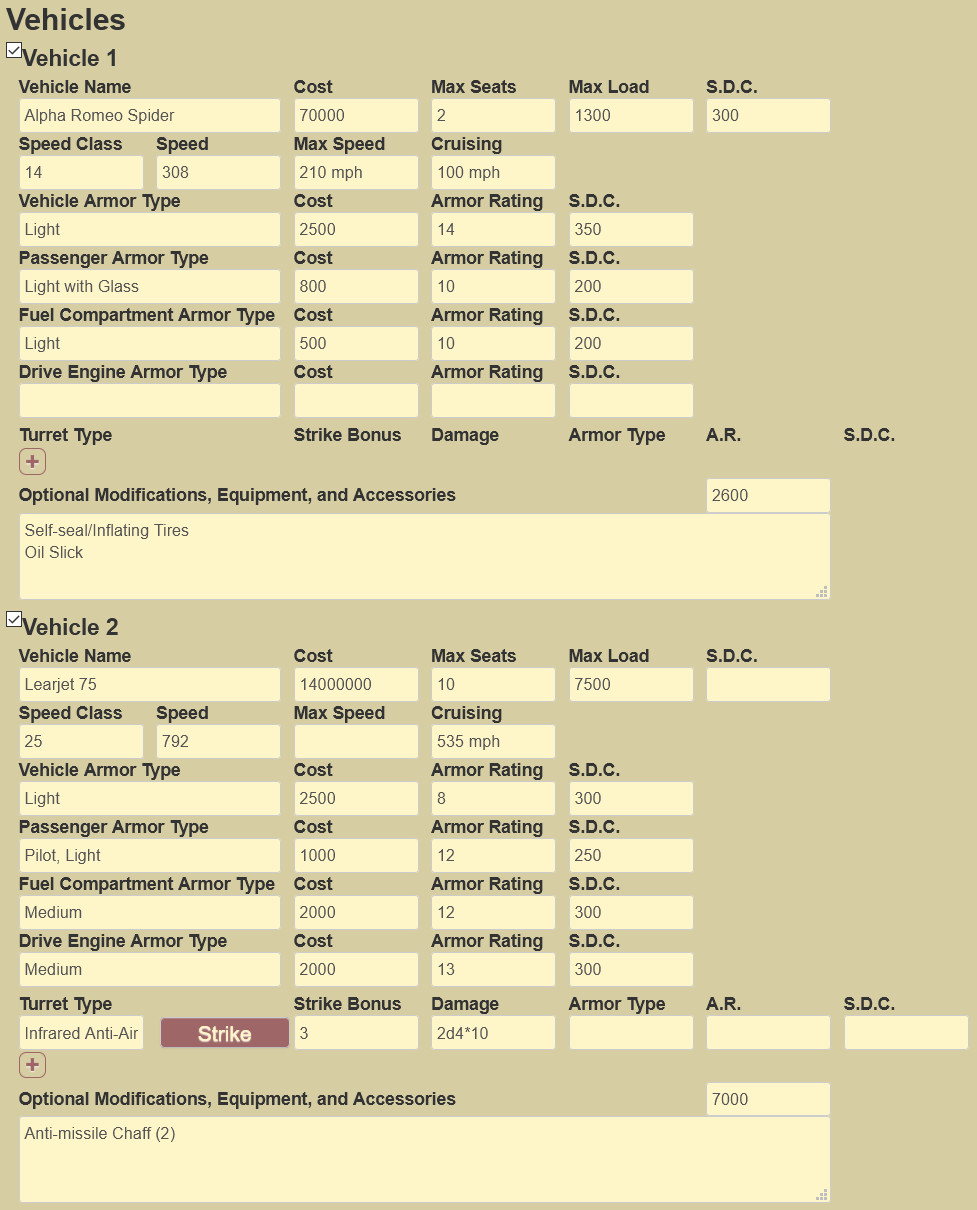 Vehicles
Vehicle 1
Vehicle Name Cost Max Seats Max Load S.D.C.
Alpha Romeo Spider 70000 2 1300 300
Speed Class Speed Max Speed Cruising
14 308 210 mph 100 mph
Vehicle Armor Type Cost Armor Rating S.D.C.
Light 2500 14 350
Passenger Armor Type Cost Armor Rating S.D.C.
Light with Glass 800 10 200
Fuel Compartment Armor Type Cost Armor Rating S.D.C.
Light 500 10 200
Drive Engine Armor Type Cost Armor Rating S.D.C.
Turret Type Strike Bonus Damage Armor Type A.R. S.D.C.
+
Optional Modifications, Equipment, and Accessories 2600
Self-seal/Inflating Tires
Oil Slick
Vehicle 2
Vehicle Name Cost Max Seats Max Load S.D.C.
Learjet 75 14000000 10 7500
Speed Class Speed Max Speed Cruising
25 792 535 mph
Vehicle Armor Type Cost Armor Rating S.D.C.
Light 2500 8 300
Passenger Armor Type Cost Armor Rating S.D.C.
Pilot, Light 1000 12 250
Fuel Compartment Armor Type Cost Armor Rating S.D.C.
Medium 2000 12 300
Drive Engine Armor Type Cost Armor Rating S.D.C.
Medium 2000 13 300
Turret Type Strike Bonus Damage Armor Type A.R. S.D.C.
Infrared Anti-Air Strike 3 2d4*10
+
Optional Modifications, Equipment, and Accessories 7000
Anti-missile Chaff (2)